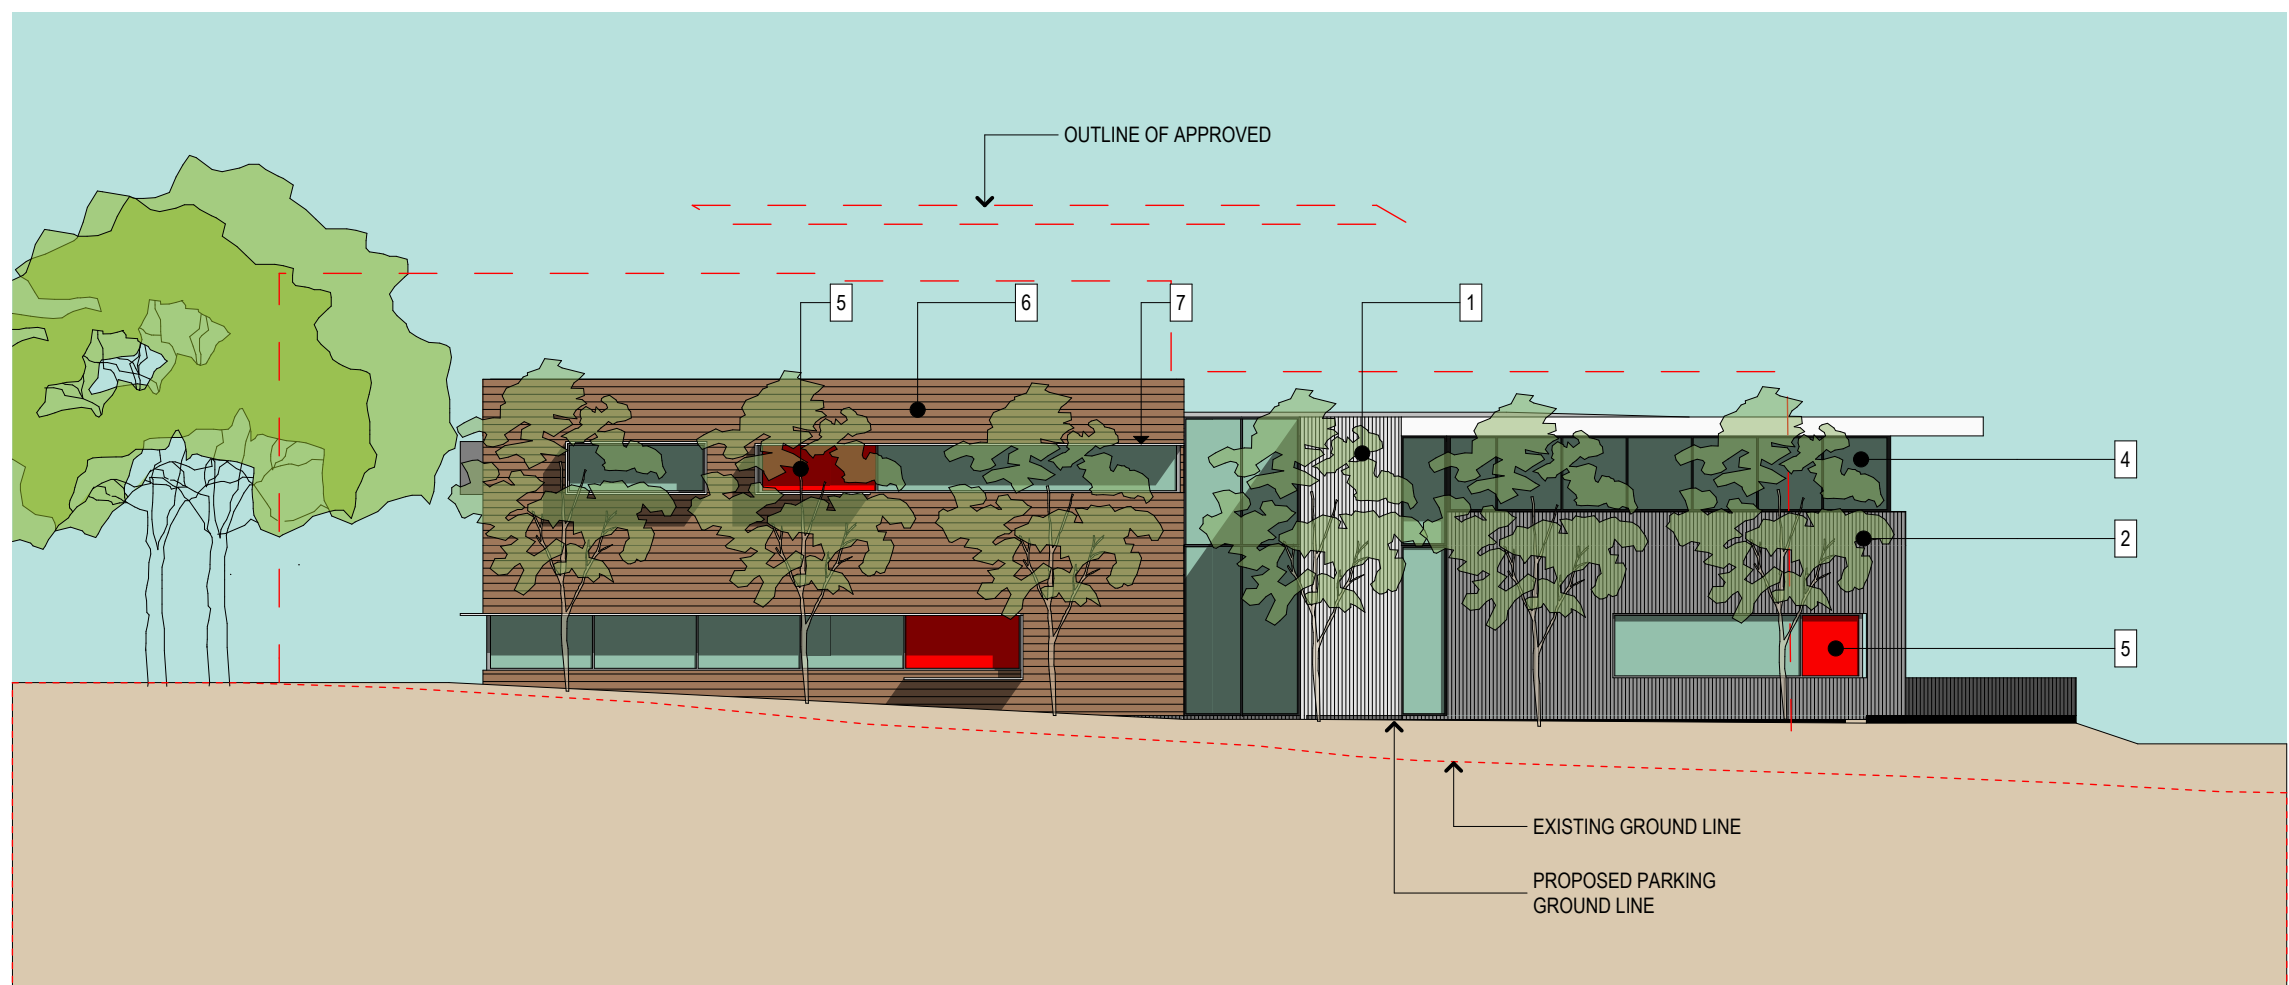 OUTLINE OF APPROVED
5
6
7
1
4
2
5
EXISTING GROUND LINE
PROPOSED PARKING
GROUND LINE